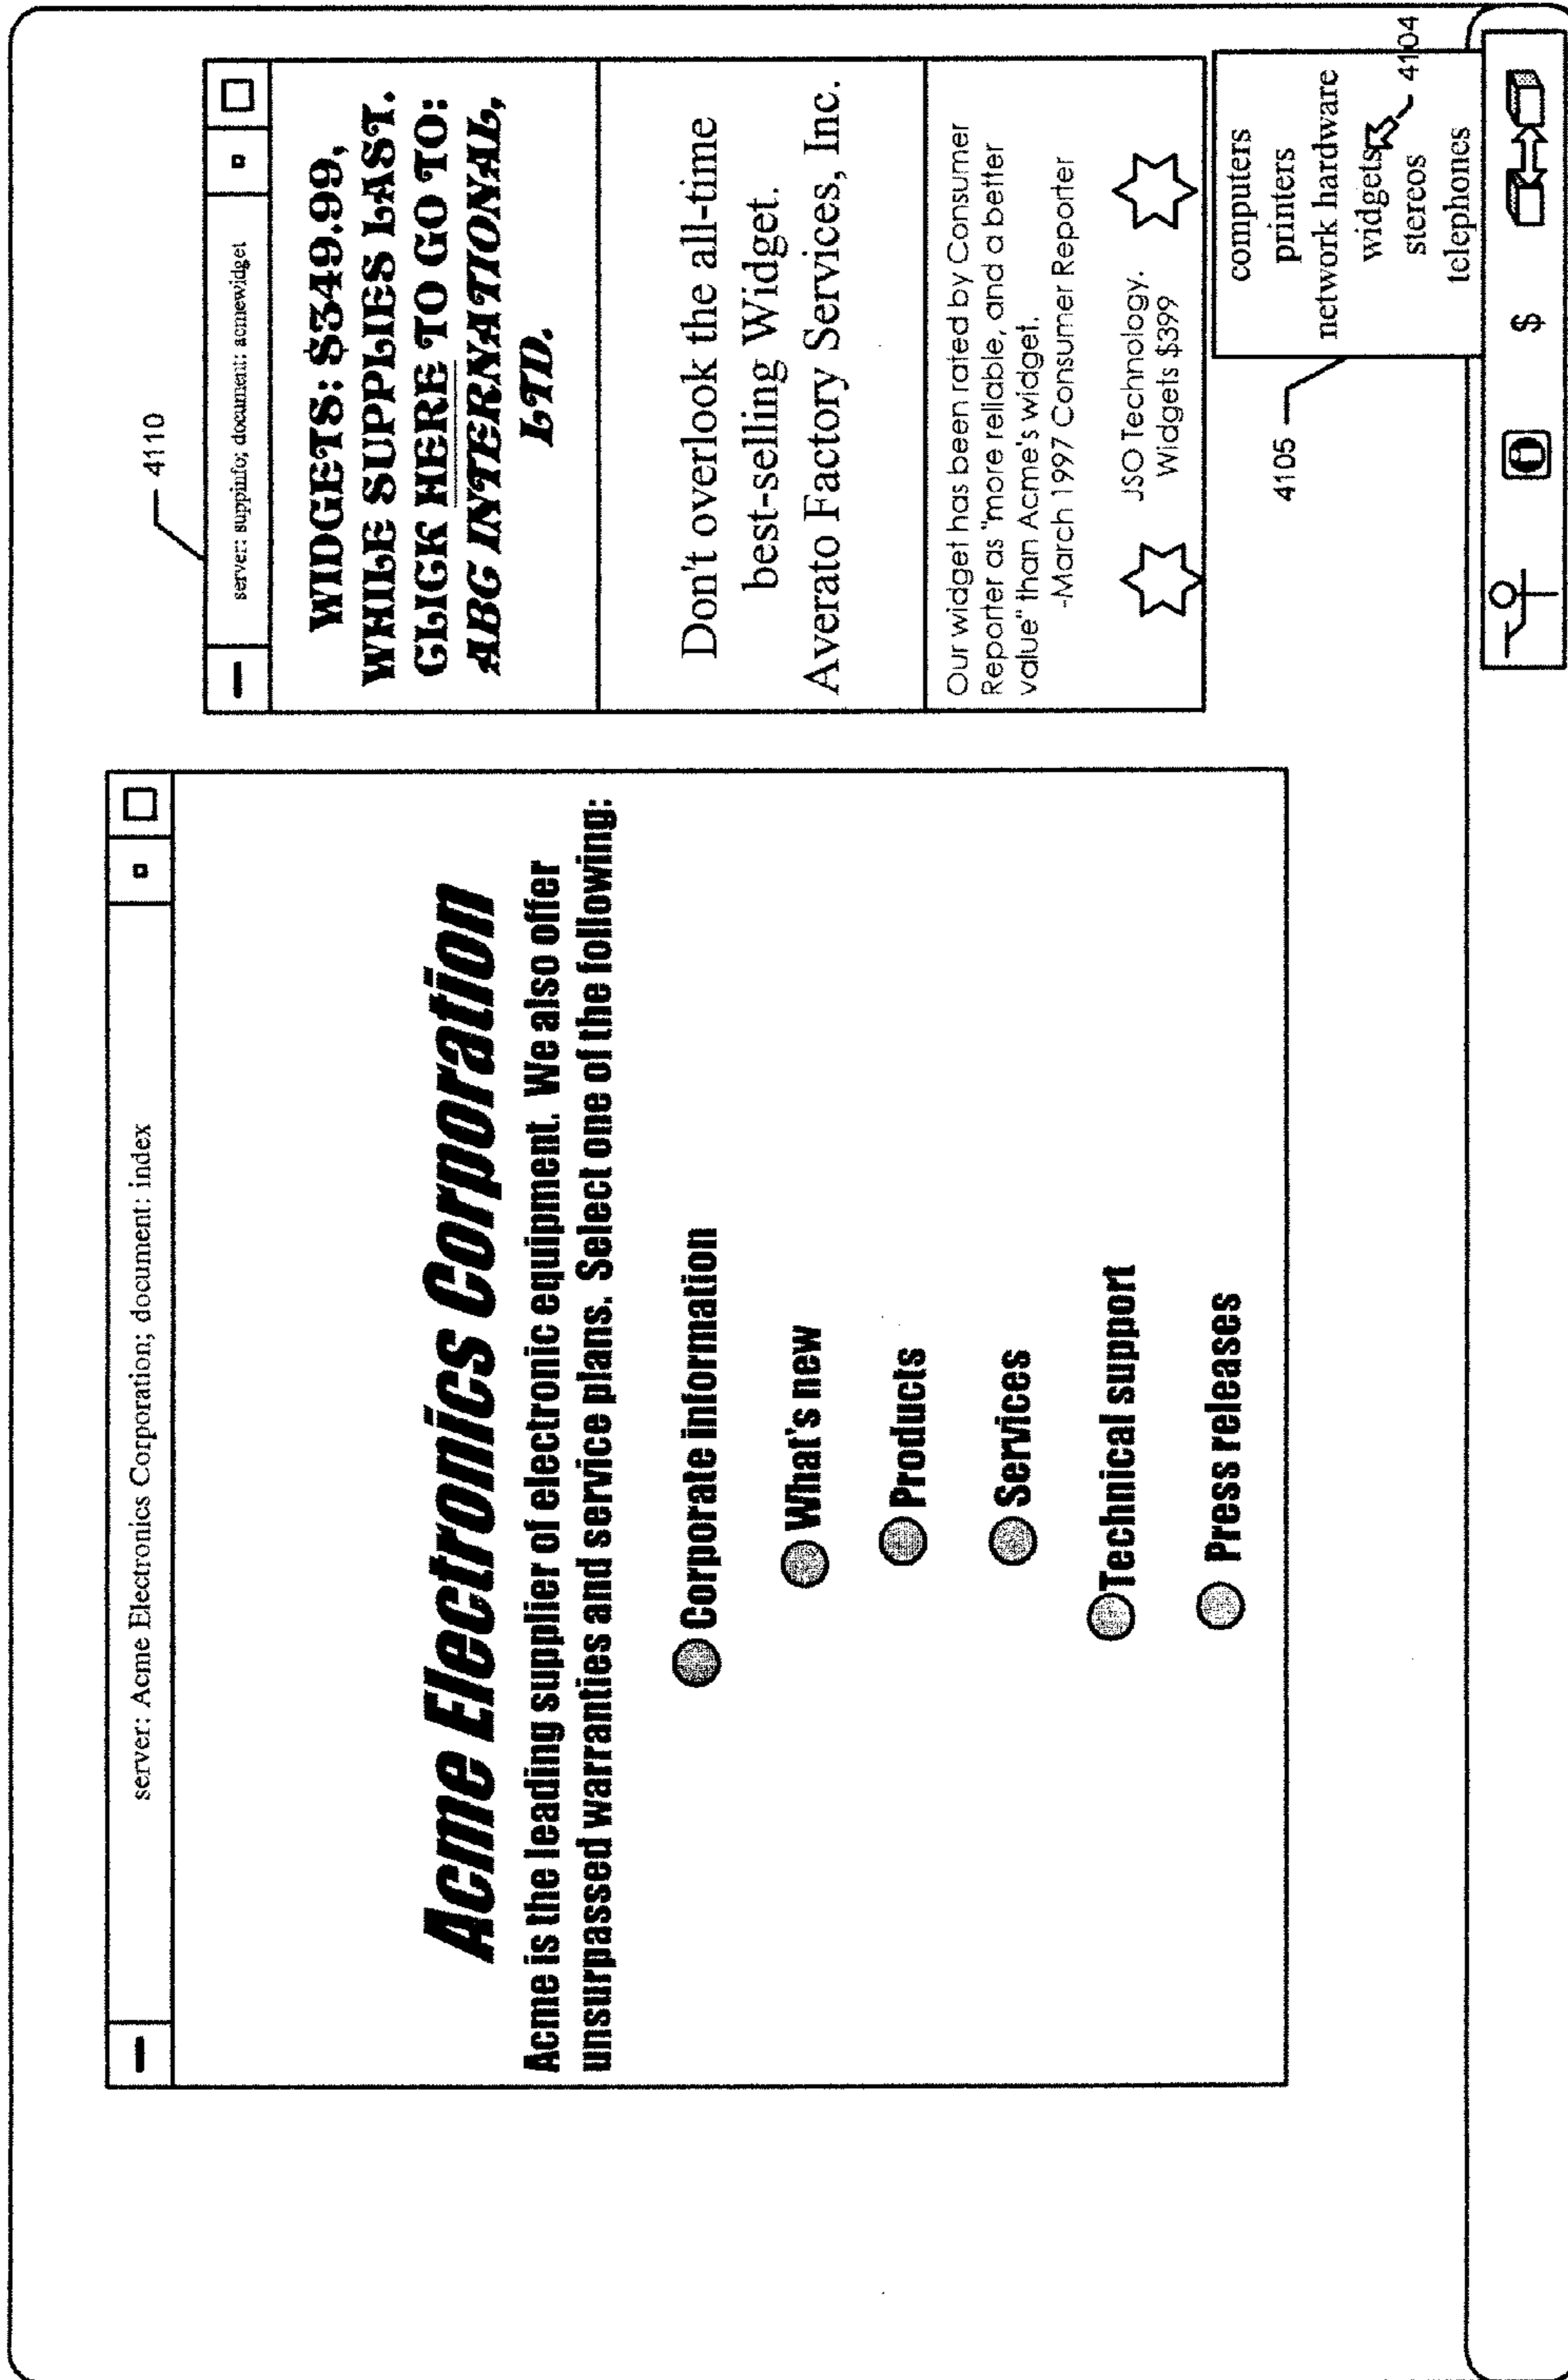 server: Acme Electronics Corporation; document: index
Acme Electronics Corporation
Acme is the leading supplier of electronic equipment. We also offer
unsurpassed warranties and service plans. Select one of the following:
Corporate information
What's new
Products
Services
Technical support
Press releases
4110
server: suppinfo; document: acmewidget
WIDGETS: $349.99,
WHILE SUPPLIES LAST.
CLICK HERE TO GO TO:
ABG INTERNATIONAL,
LTD.
Don't overlook the all-time
best-selling Widget.
Averato Factory Services, Inc.
Our widget has been rated by Consumer
Reporter as "more reliable, and a better
value" than Acme's widget.
-March 1997 Consumer Reporter
JSO Technology.
Widgets $399
4105
computers
printers
network hardware
widgets
stereos
telephones
4104
$